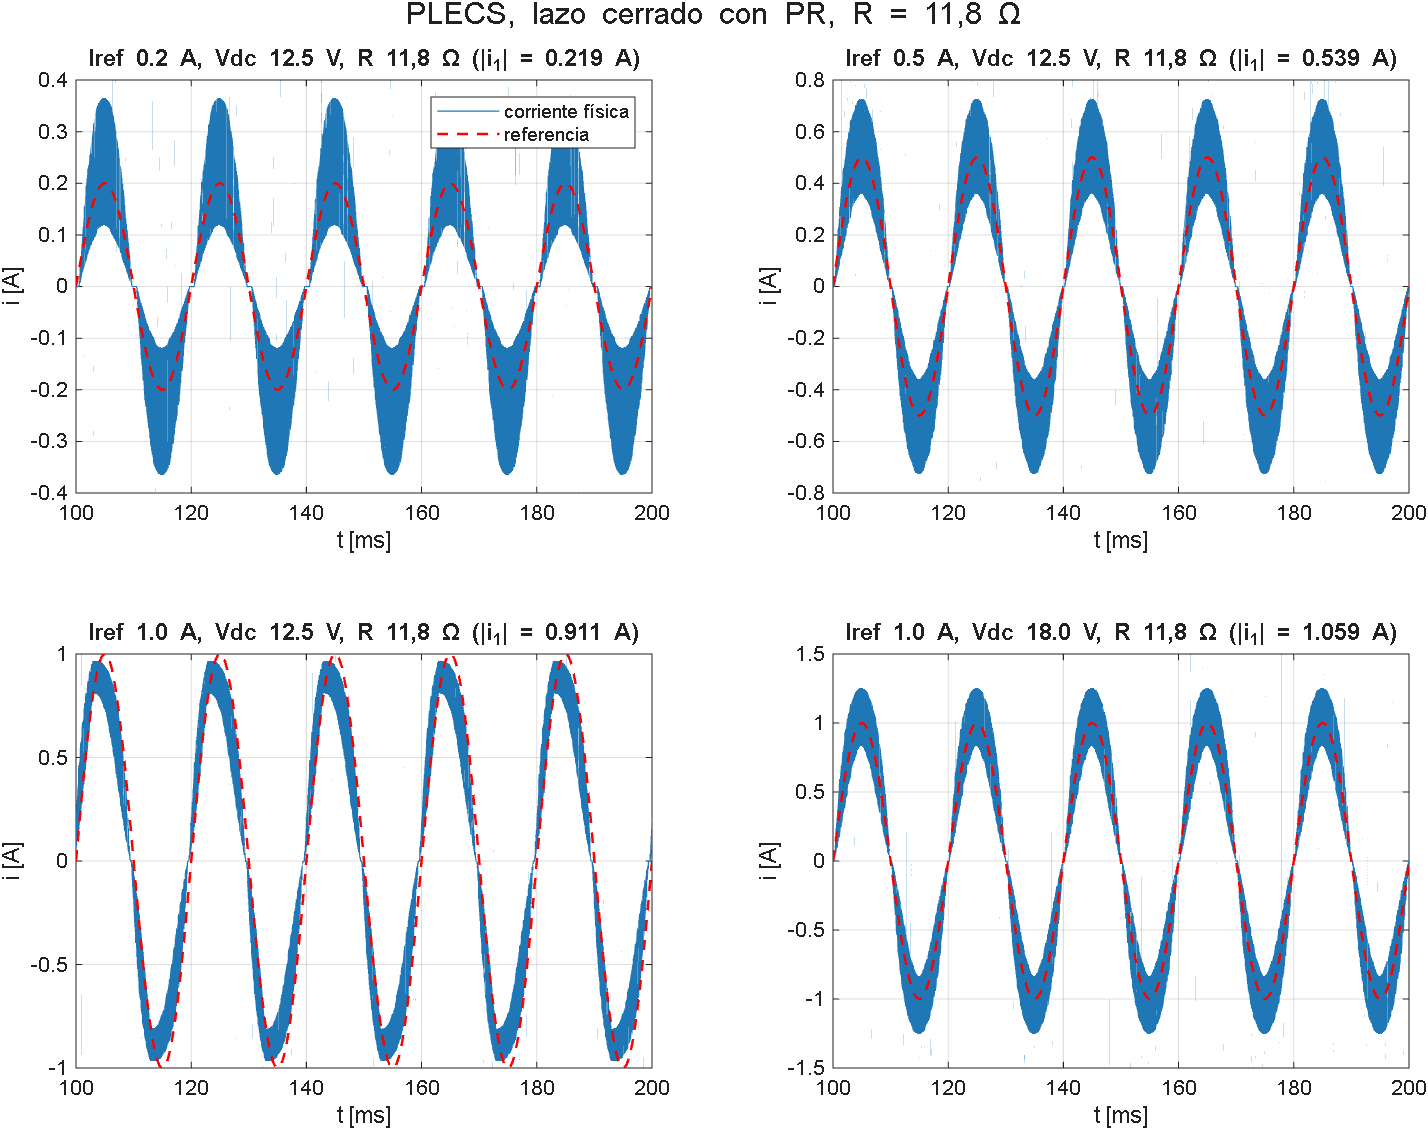 PLECS, lazo cerrado con PR, R = 11,8 Ω
Iref 0.2 A, Vdc 12.5 V, R 11,8 Ω (|i₁| = 0.219 A)
0.4
0.3
0.2
0.1
0
-0.1
-0.2
-0.3
-0.4
i [A]
corriente física
referencia
100 120 140 160 180 200
t [ms]
Iref 0.5 A, Vdc 12.5 V, R 11,8 Ω (|i₁| = 0.539 A)
0.8
0.6
0.4
0.2
0
-0.2
-0.4
-0.6
-0.8
i [A]
100 120 140 160 180 200
t [ms]
Iref 1.0 A, Vdc 12.5 V, R 11,8 Ω (|i₁| = 0.911 A)
1
0.5
0
-0.5
-1
i [A]
100 120 140 160 180 200
t [ms]
Iref 1.0 A, Vdc 18.0 V, R 11,8 Ω (|i₁| = 1.059 A)
1.5
1
0.5
0
-0.5
-1
-1.5
i [A]
100 120 140 160 180 200
t [ms]